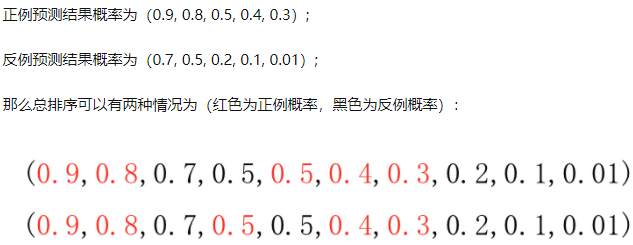 正例预测结果概率为（0.9, 0.8, 0.5, 0.4, 0.3）;
反例预测结果概率为（0.7, 0.5, 0.2, 0.1, 0.01）;
那么总排序可以有两种情况为（红色为正例概率，黑色为反例概率）：
(0.9,0.8,0.7,0.5,0.5,0.4,0.3,0.2,0.1,0.01)
(0.9,0.8,0.7,0.5,0.5,0.4,0.3,0.2,0.1,0.01)